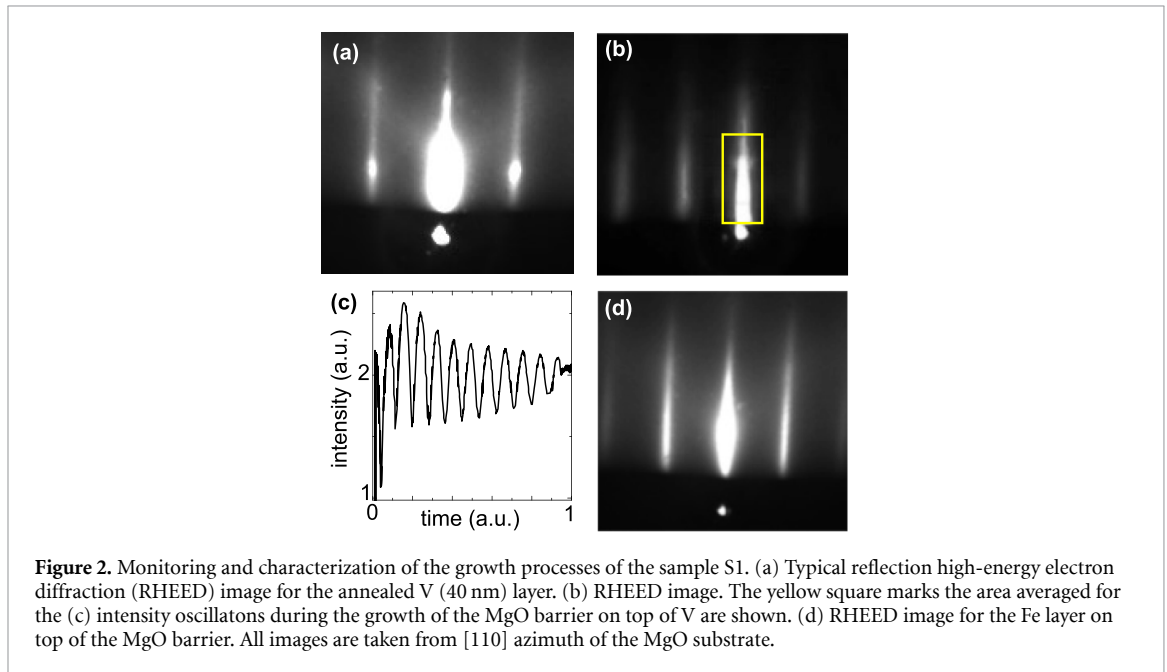 (a)
(b)
(c)
intensity (a.u.)
2
1
0
time (a.u.)
1
(d)
Figure 2. Monitoring and characterization of the growth processes of the sample S1. (a) Typical reflection high-energy electron
diffraction (RHEED) image for the annealed V (40 nm) layer. (b) RHEED image. The yellow square marks the area averaged for
the (c) intensity oscillatons during the growth of the MgO barrier on top of V are shown. (d) RHEED image for the Fe layer on
top of the MgO barrier. All images are taken from [110] azimuth of the MgO substrate.